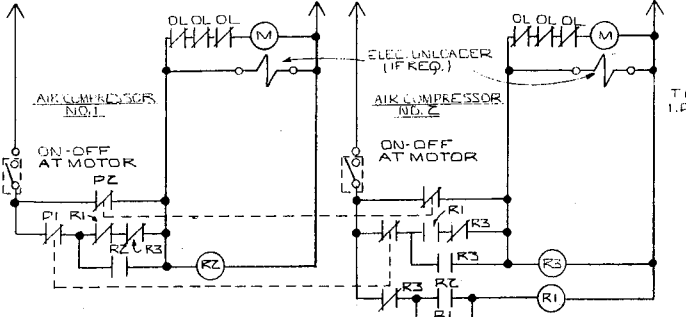 OL OL OL
M
OL OL OL
M
ELEC. UNLOADER
(IF REQ.)
AIR COMPRESSOR
NO.1
AIR COMPRESSOR
NO. 2
ON-OFF
AT MOTOR
ON-OFF
AT MOTOR
P2
P1
R1
R2
R3
R2
R1
R3
R3
R3
R3
R2
R1
R1